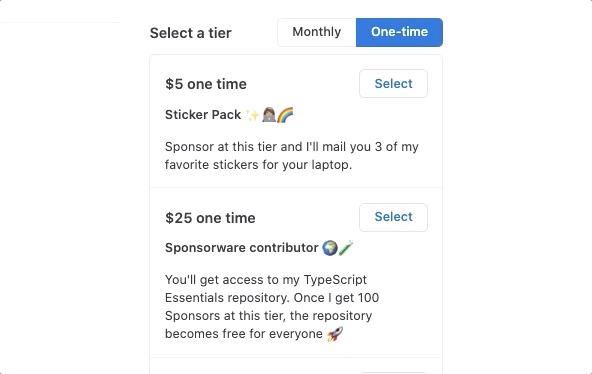 Select a tier
Monthly
One-time
$5 one time
Select
Sticker Pack ✨👩🏽‍💻🌈
Sponsor at this tier and I'll mail you 3 of my
favorite stickers for your laptop.
$25 one time
Select
Sponsorware contributor 🌍🧪
You'll get access to my TypeScript
Essentials repository. Once I get 100
Sponsors at this tier, the repository
becomes free for everyone 🚀